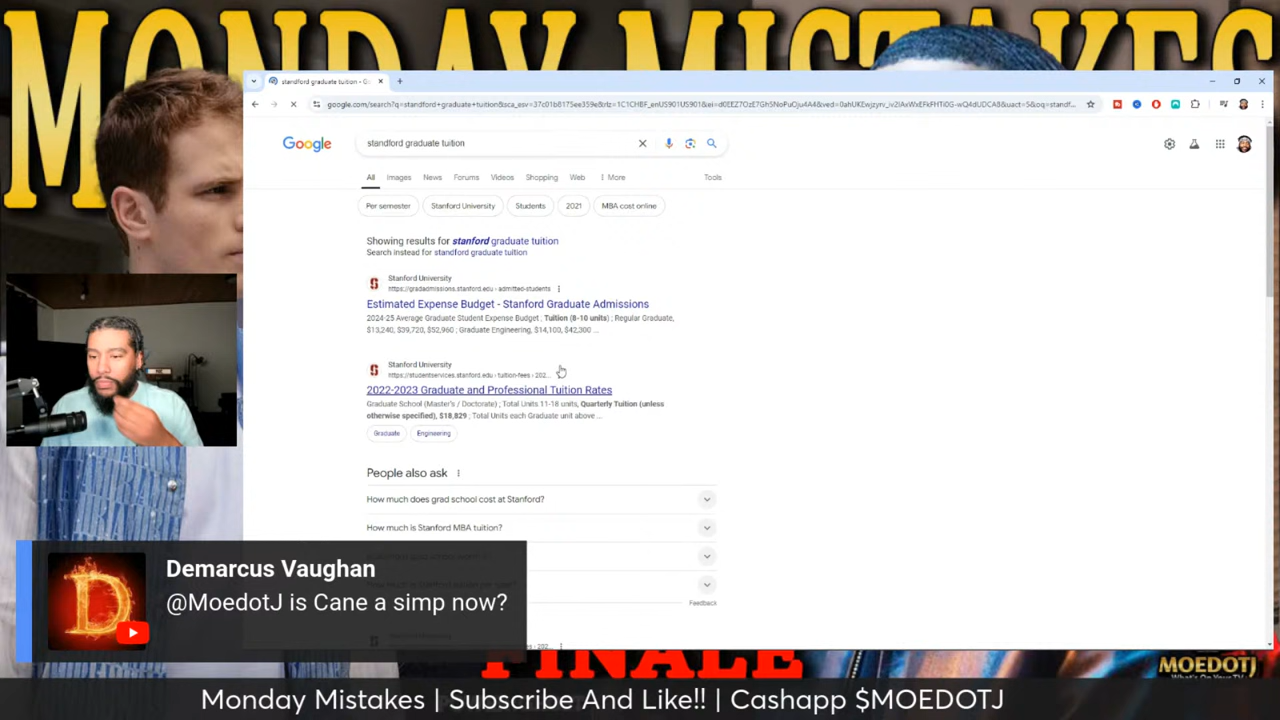 MONDAY MISTAKES
standford graduate tuition - G
Google
standford graduate tuition
All Images News Forums Videos Shopping Web More Tools
Per semester Stanford University Students 2021 MBA cost online
Showing results for stanford graduate tuition
Search instead for standford graduate tuition
Stanford University
https://gradadmissions.stanford.edu › admitted-students
Estimated Expense Budget - Stanford Graduate Admissions
2024-25 Average Graduate Student Expense Budget ; Tuition (8-10 units) ; Regular Graduate,
$13,240, $39,720, $52,960 ; Graduate Engineering, $14,100, $42,300 ...
Stanford University
https://studentservices.stanford.edu › tuition-fees › 202...
2022-2023 Graduate and Professional Tuition Rates
Graduate School (Master's / Doctorate) ; Total Units 11-18 units, Quarterly Tuition (unless
otherwise specified), $18,829 ; Total Units each Graduate unit above ...
Graduate Engineering
People also ask
How much does grad school cost at Stanford?
How much is Stanford MBA tuition?
Feedback
Demarcus Vaughan
@MoedotJ is Cane a simp now?
FINALE
MOEDOTJ
What's On Your TV
Monday Mistakes | Subscribe And Like!! | Cashapp $MOEDOTJ